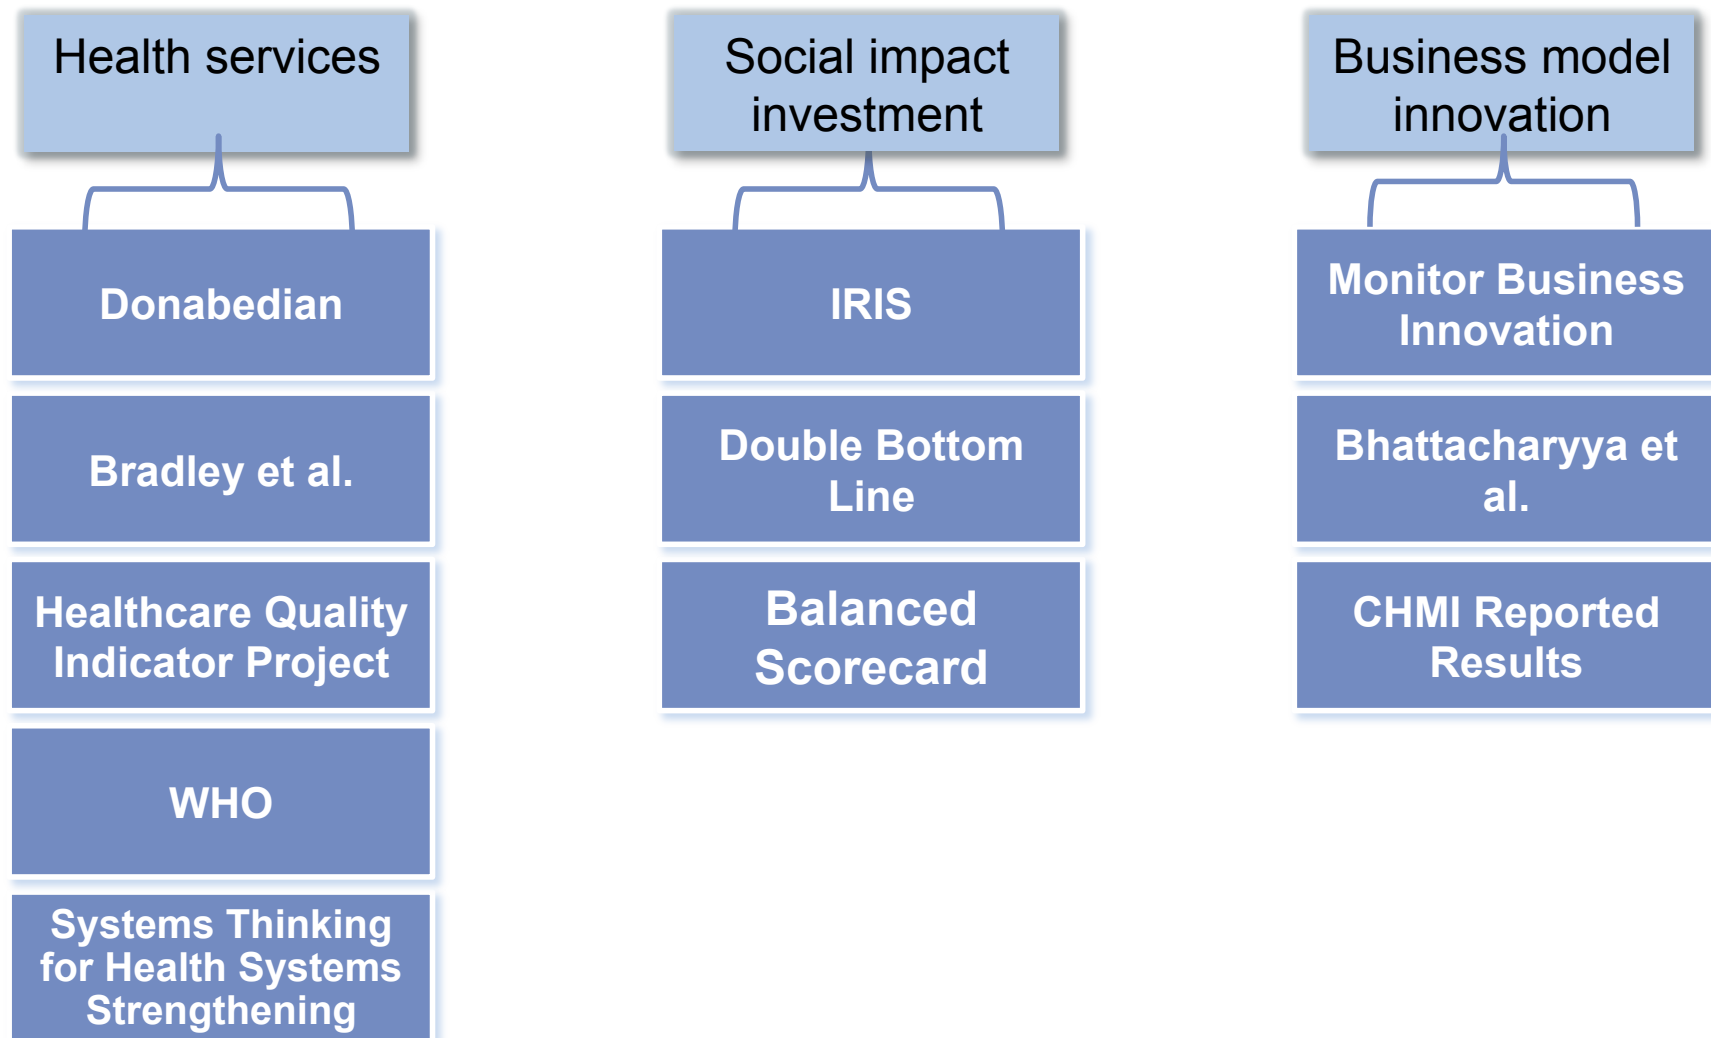 Health services
Donabedian
Bradley et al.
Healthcare Quality
Indicator Project
WHO
Systems Thinking
for Health Systems
Strengthening
Social impact
investment
IRIS
Double Bottom
Line
Balanced
Scorecard
Business model
innovation
Monitor Business
Innovation
Bhattacharyya et
al.
CHMI Reported
Results